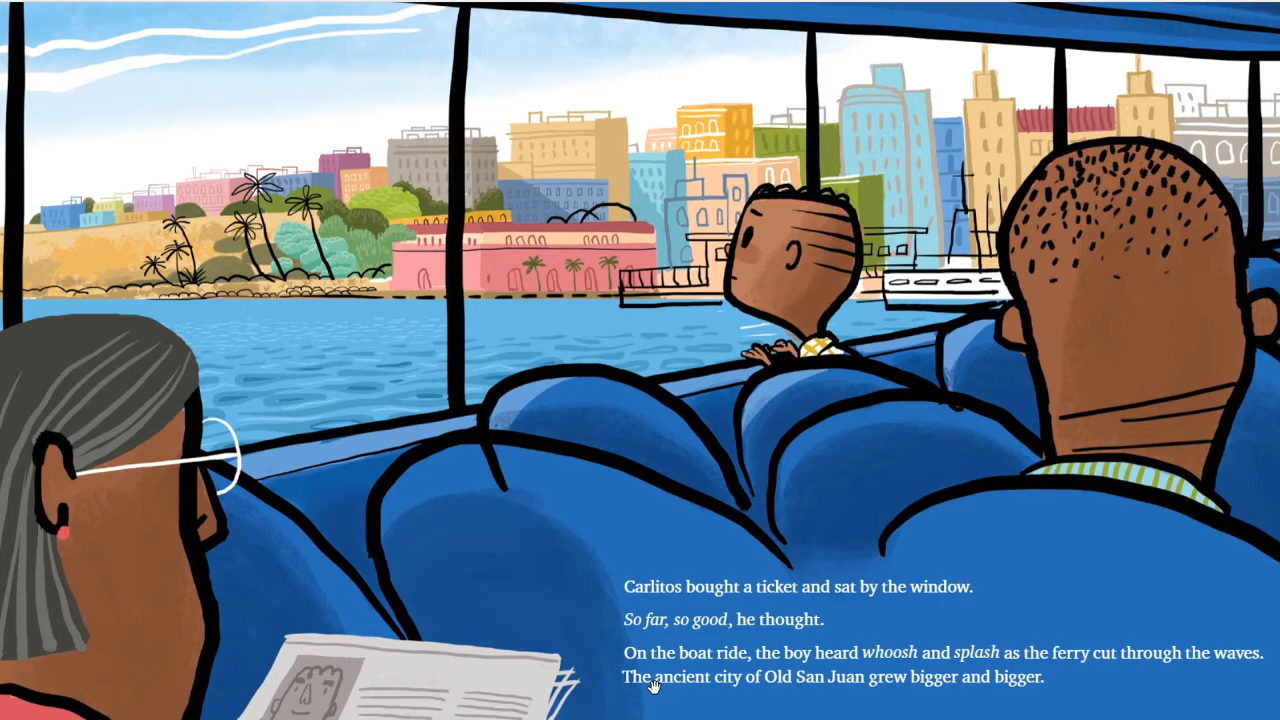 Carlitos bought a ticket and sat by the window.
So far, so good, he thought.
On the boat ride, the boy heard whoosh and splash as the ferry cut through the waves.
The ancient city of Old San Juan grew bigger and bigger.